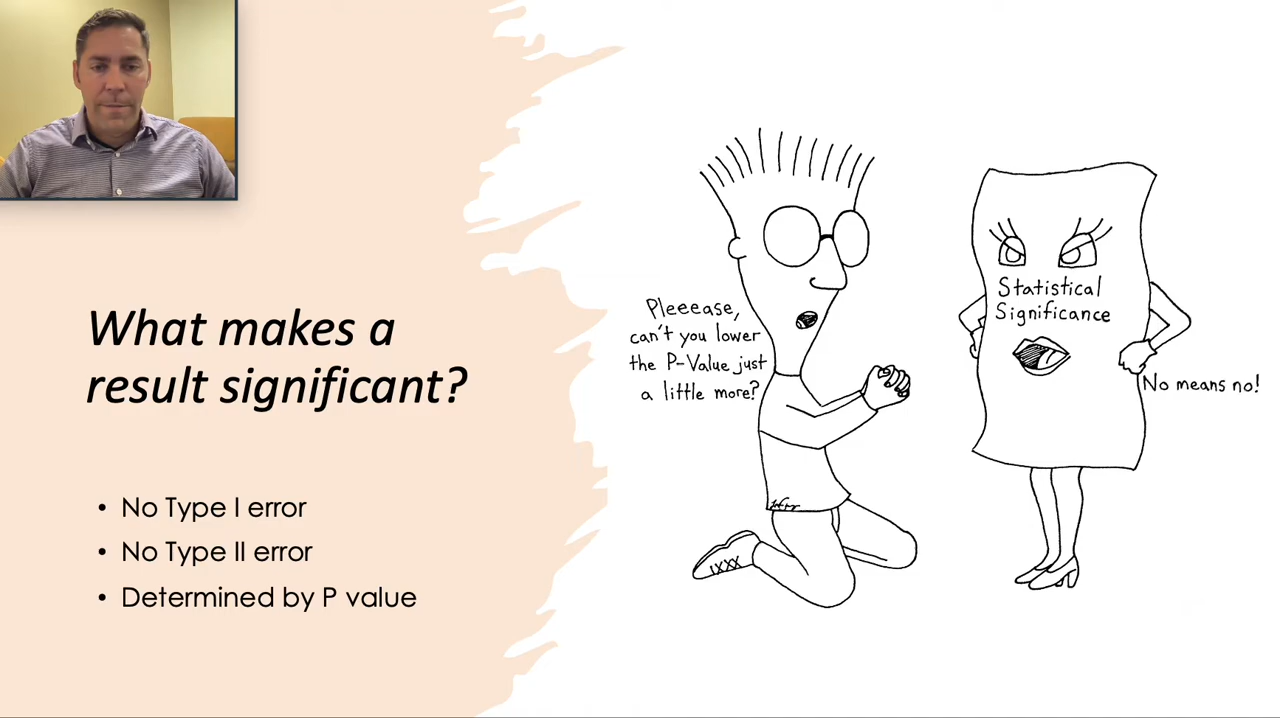 What makes a
result significant?
• No Type I error
• No Type II error
• Determined by P value
Pleeease,
can't you lower
the P-Value just
a little more?
Statistical
Significance
No means no!